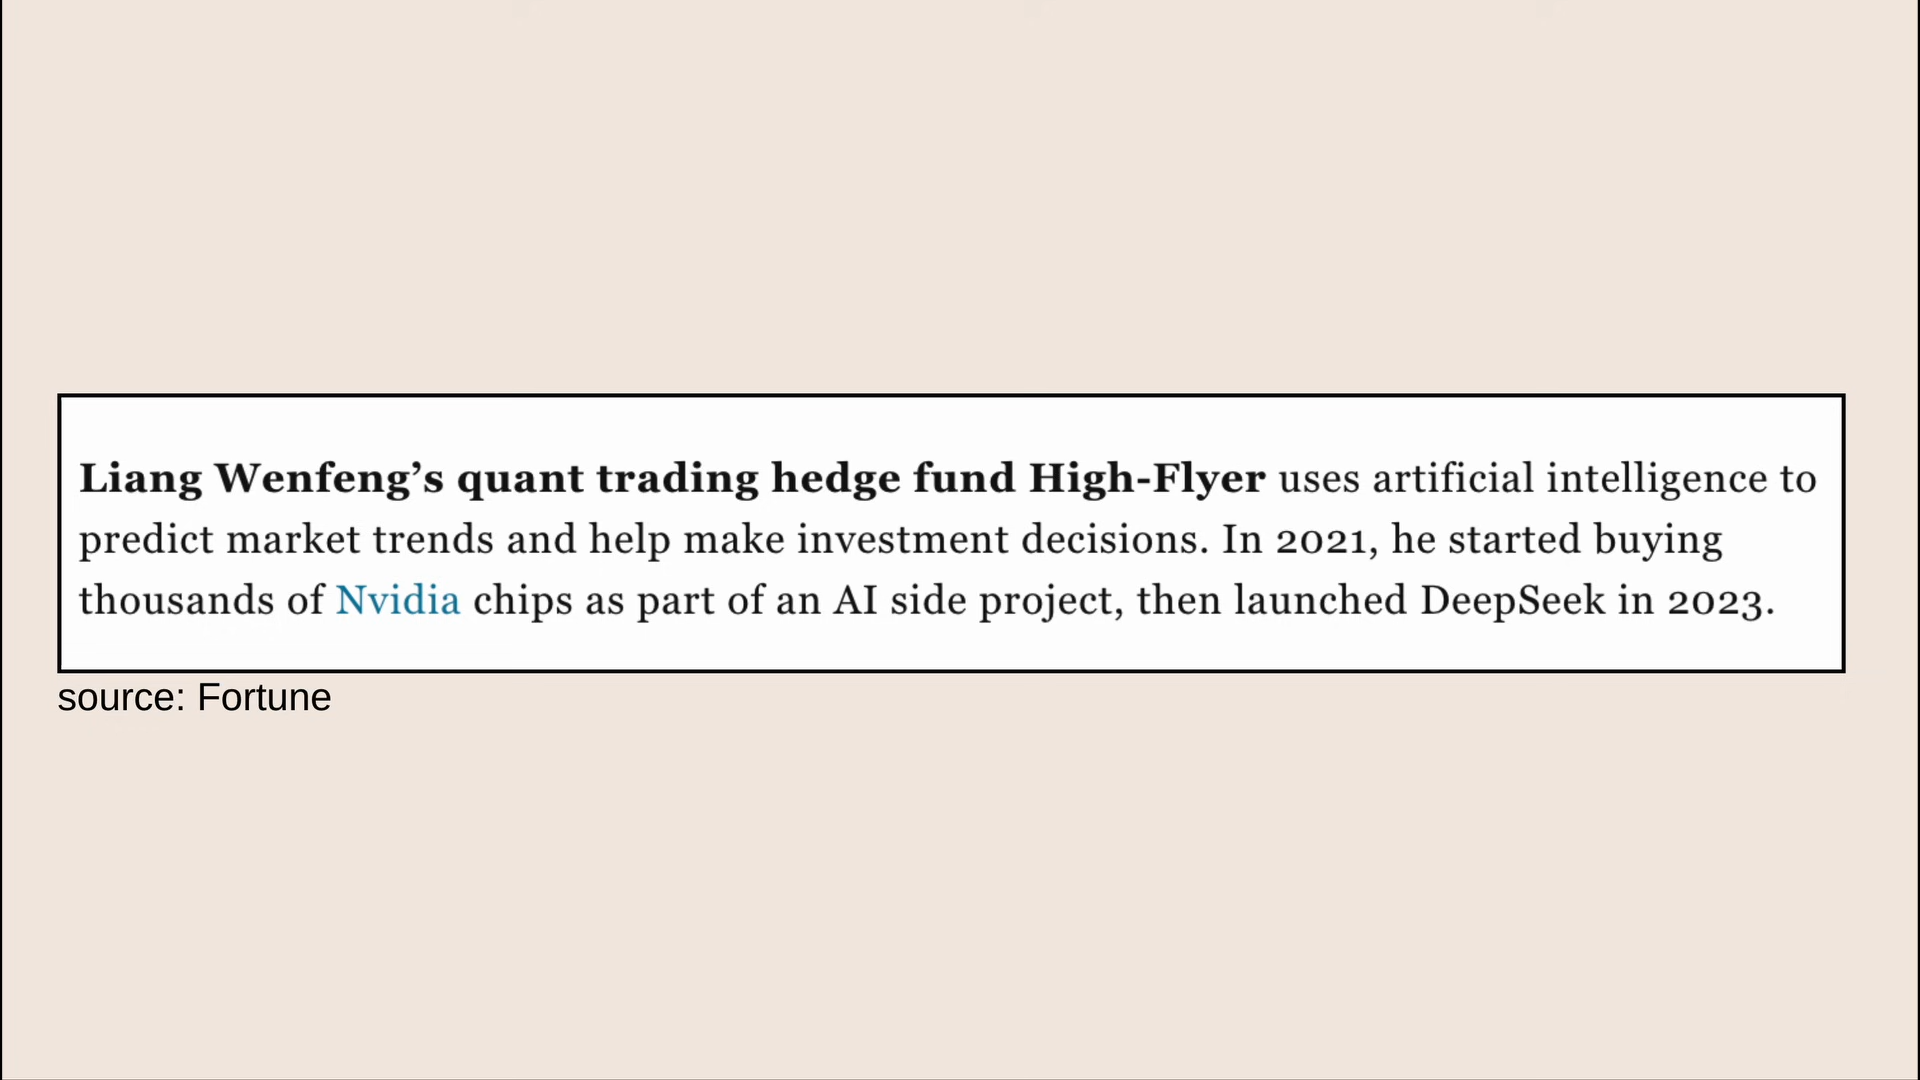 Liang Wenfeng’s quant trading hedge fund High-Flyer uses artificial intelligence to
predict market trends and help make investment decisions. In 2021, he started buying
thousands of Nvidia chips as part of an AI side project, then launched DeepSeek in 2023.
source: Fortune